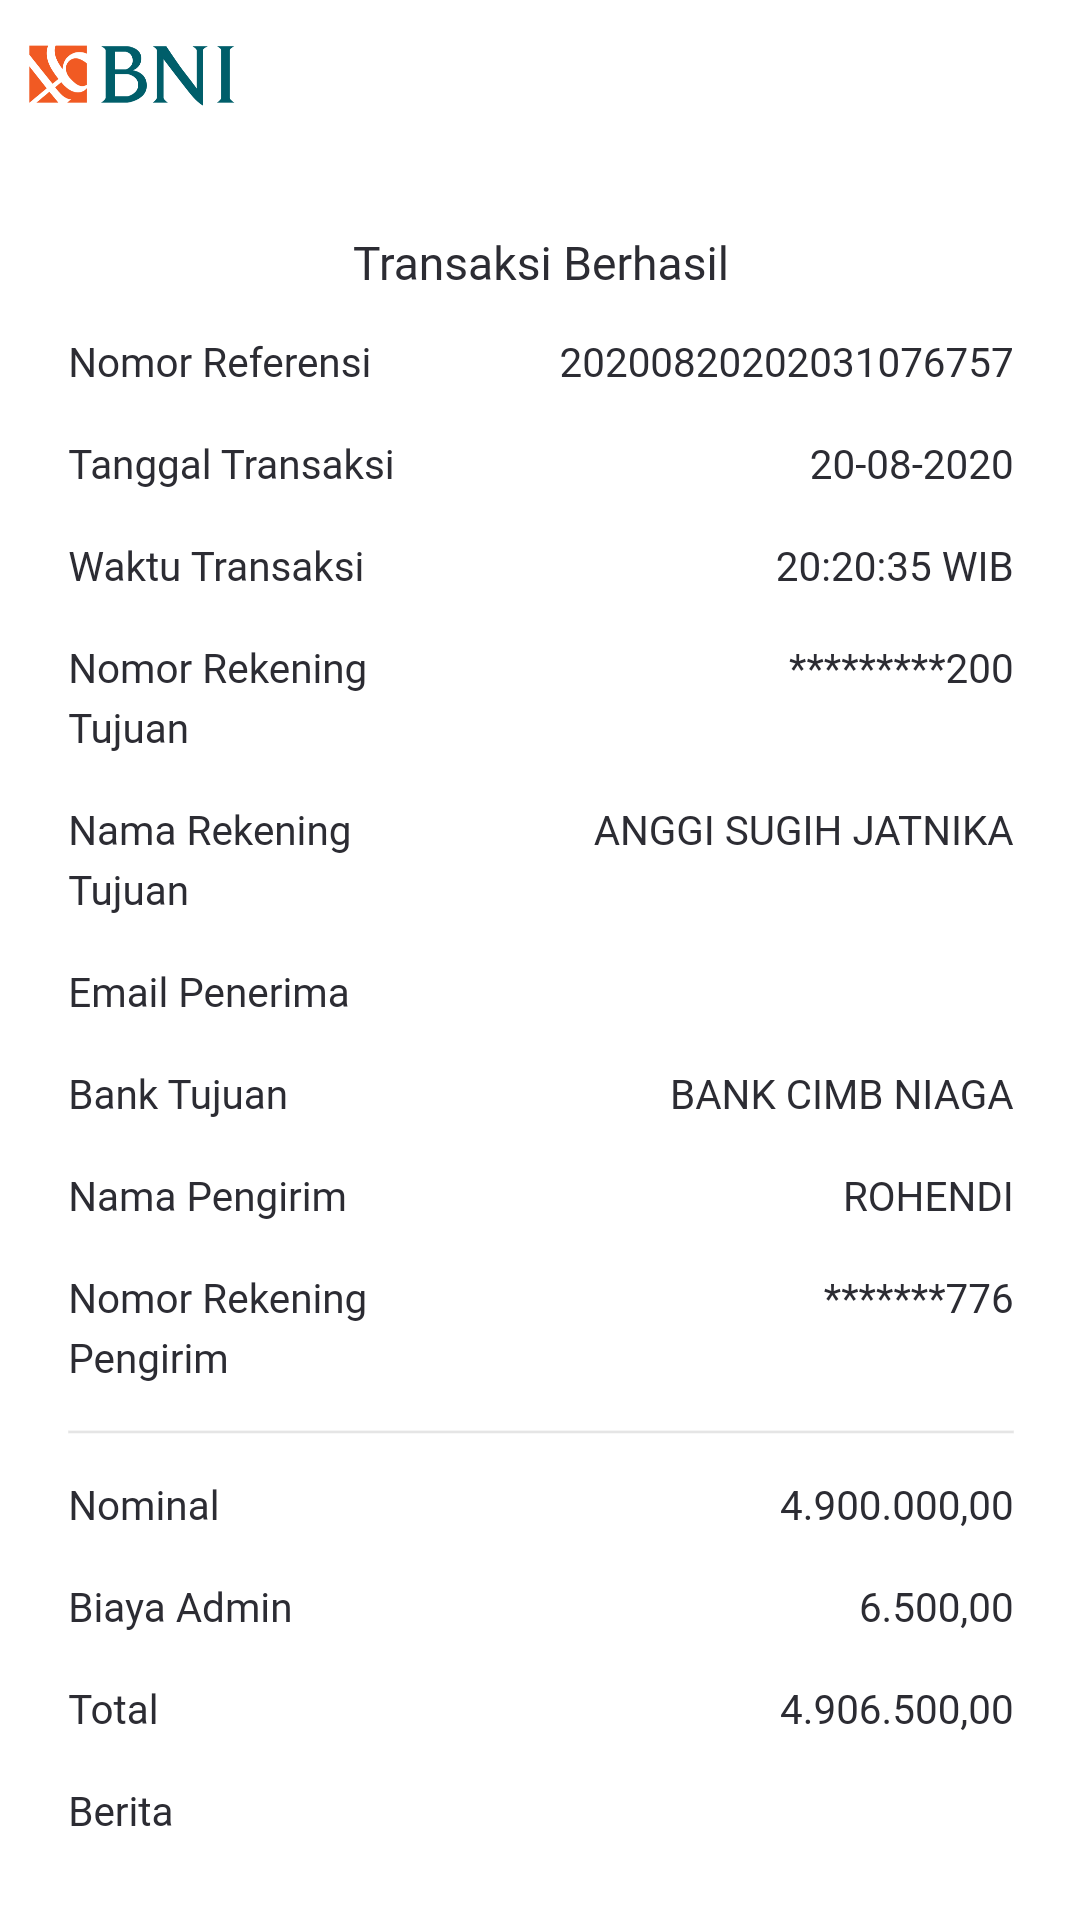 BNI
Transaksi Berhasil
Nomor Referensi 20200820202031076757
Tanggal Transaksi 20-08-2020
Waktu Transaksi 20:20:35 WIB
Nomor Rekening *********200
Tujuan
Nama Rekening ANGGI SUGIH JATNIKA
Tujuan
Email Penerima
Bank Tujuan BANK CIMB NIAGA
Nama Pengirim ROHENDI
Nomor Rekening *******776
Pengirim
Nominal 4.900.000,00
Biaya Admin 6.500,00
Total 4.906.500,00
Berita